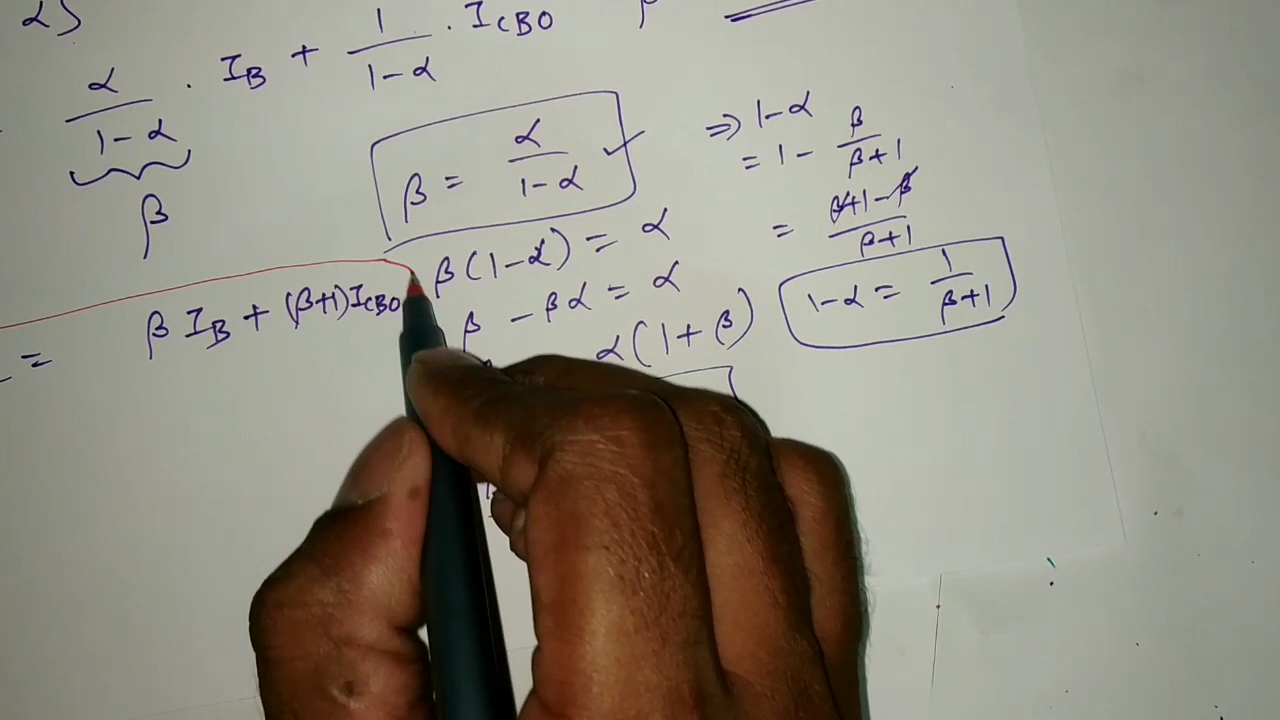 α)
α/(1-α) . I_B + 1/(1-α) . I_CBO
β
β
β = α/(1-α) ✓
β(1-α) = α
β - βα = α
α(1+β)
⇒ 1-α
= 1 - β/(β+1)
= (β+1-β)/(β+1)
1-α = 1/(β+1)
= β I_B + (β+1)I_CBO